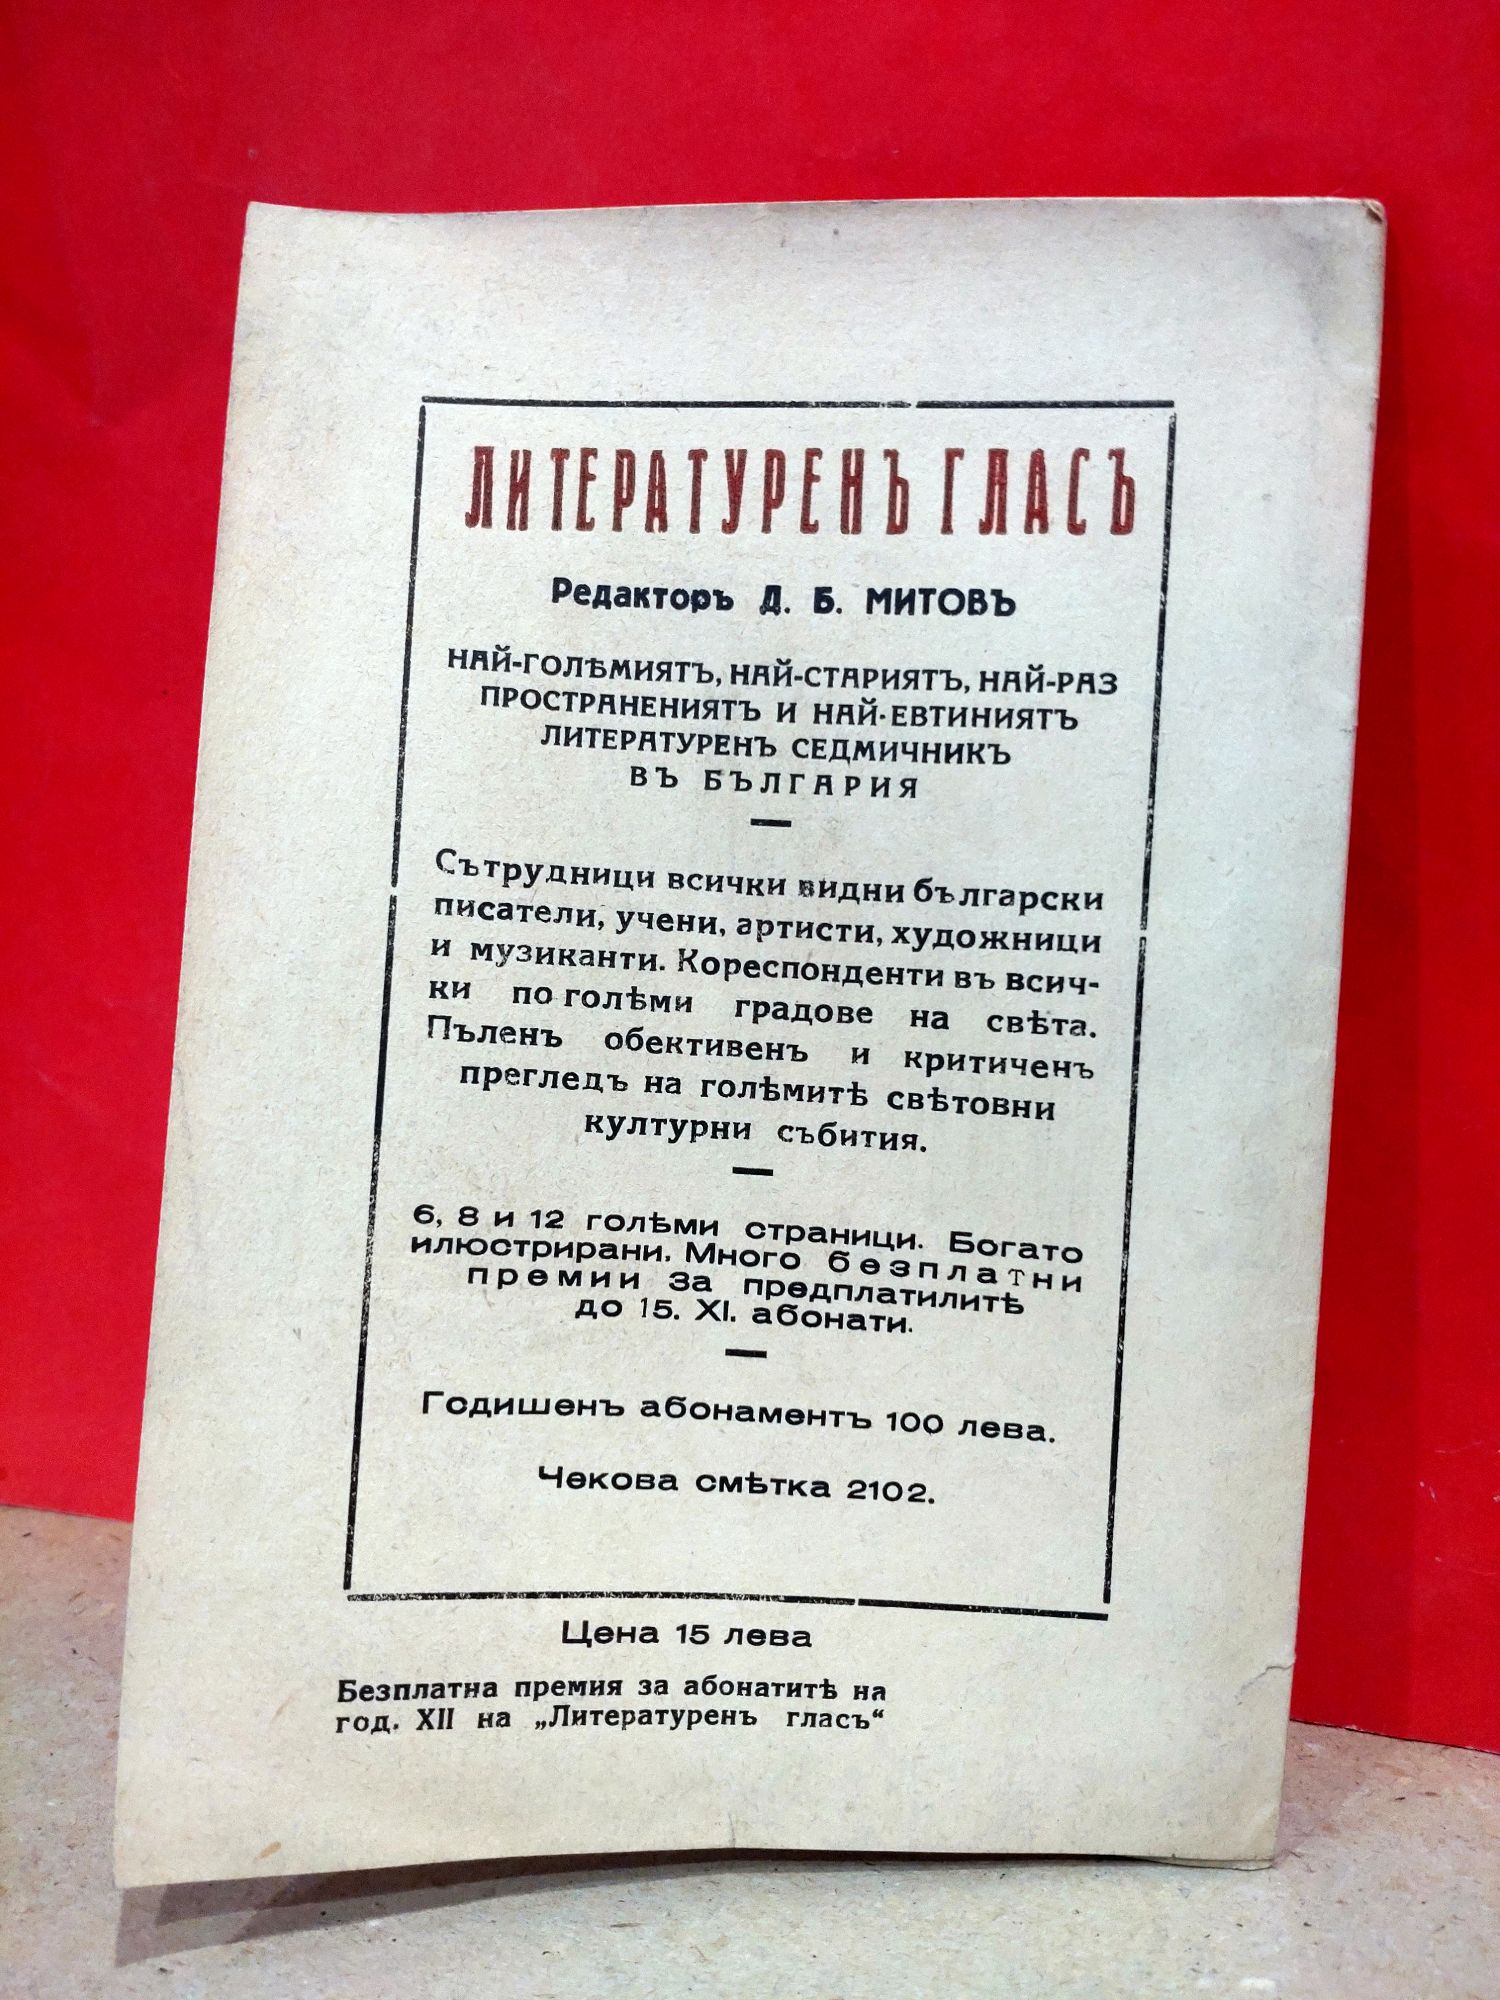 ЛИТЕРАТУРЕНЪ ГЛАСЪ
Редакторъ Д. Б. МИТОВЪ
НАЙ-ГОЛѢМИЯТЪ, НАЙ-СТАРИЯТЪ, НАЙ-РАЗ
ПРОСТРАНЕНИЯТЪ И НАЙ-ЕВТИНИЯТЪ
ЛИТЕРАТУРЕНЪ СЕДМИЧНИКЪ
ВЪ БЪЛГАРИЯ
Сътрудници всички видни български
писатели, учени, артисти, художници
и музиканти. Кореспонденти въ всич-
ки по големи градове на свѣта.
Пъленъ обективенъ и критиченъ
прегледъ на голѣмитѣ свѣтовни
културни събития.
6, 8 и 12 голѣми страници. Богато
илюстрирани. Много безплатни
премии за предплатилитѣ
до 15. XI. абонати.
Годишенъ абонаментъ 100 лева.
Чекова смѣтка 2102.
Цена 15 лева
Безплатна премия за абонатитѣ на
год. XII на „Литературенъ гласъ“